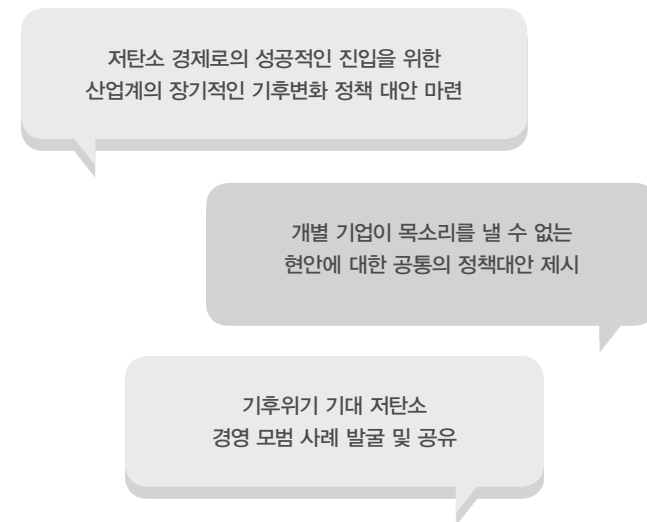 저탄소 경제로의 성공적인 진입을 위한
산업계의 장기적인 기후변화 정책 대안 마련
개별 기업이 목소리를 낼 수 없는
현안에 대한 공통의 정책대안 제시
기후위기 기대 저탄소
경영 모범 사례 발굴 및 공유